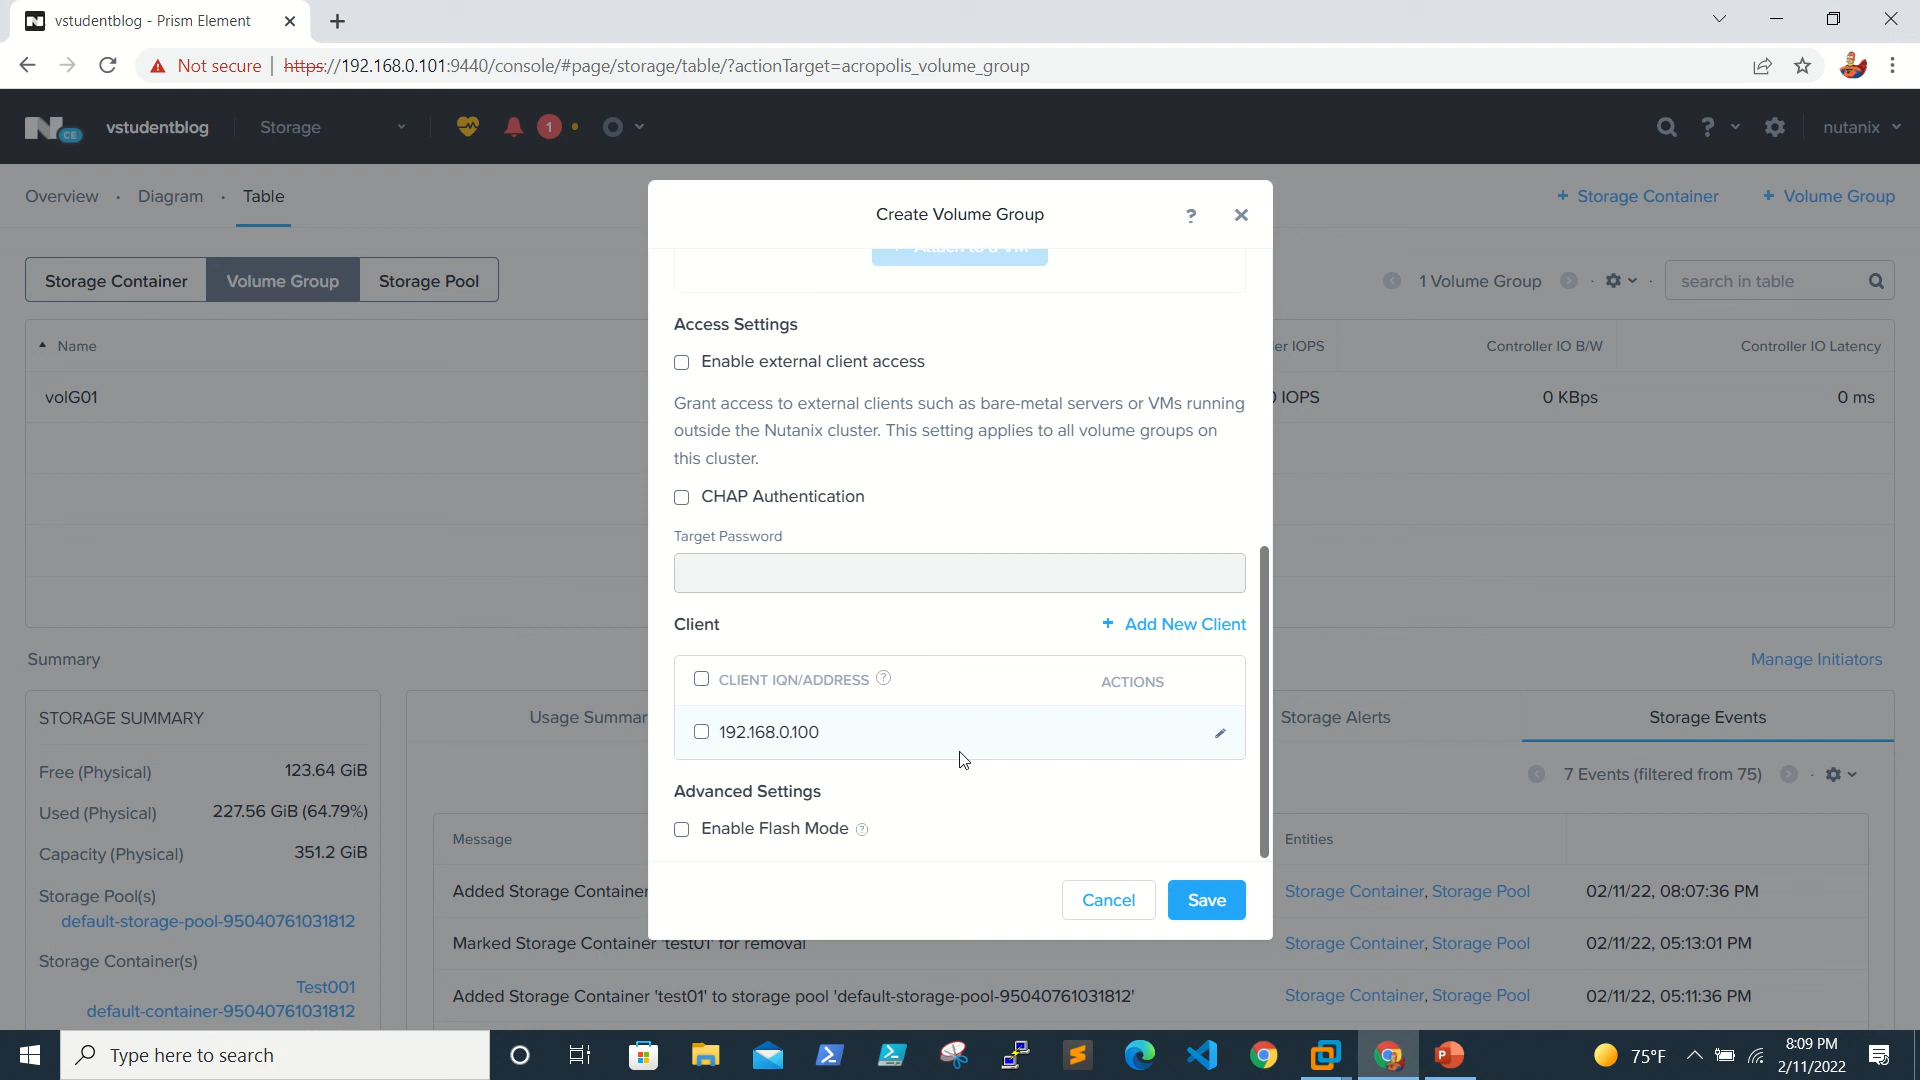 vstudentblog - Prism Element
Not secure
https://192.168.0.101:9440/console/#page/storage/table/?actionTarget=acropolis_volume_group
N CE
vstudentblog
Storage
1
?
nutanix
Overview · Diagram · Table
+ Storage Container
+ Volume Group
Storage Container
Volume Group
Storage Pool
1 Volume Group
search in table
Name
er IOPS
Controller IO B/W
Controller IO Latency
volG01
IOPS
0 KBps
0 ms
Create Volume Group
?
Access Settings
Enable external client access
Grant access to external clients such as bare-metal servers or VMs running
outside the Nutanix cluster. This setting applies to all volume groups on
this cluster.
CHAP Authentication
Target Password
Client
+ Add New Client
CLIENT IQN/ADDRESS ?
ACTIONS
192.168.0.100
Advanced Settings
Enable Flash Mode ?
Cancel
Save
Summary
Manage Initiators
STORAGE SUMMARY
Free (Physical) 123.64 GiB
Used (Physical) 227.56 GiB (64.79%)
Capacity (Physical) 351.2 GiB
Storage Pool(s)
default-storage-pool-95040761031812
Storage Container(s)
Test001
default-container-95040761031812
Usage Summar
Storage Alerts
Storage Events
7 Events (filtered from 75)
Message
Entities
Added Storage Container
Storage Container, Storage Pool
02/11/22, 08:07:36 PM
Marked Storage Container 'test01' for removal
Storage Container, Storage Pool
02/11/22, 05:13:01 PM
Added Storage Container 'test01' to storage pool 'default-storage-pool-95040761031812'
Storage Container, Storage Pool
02/11/22, 05:11:36 PM
Type here to search
75°F
8:09 PM
2/11/2022